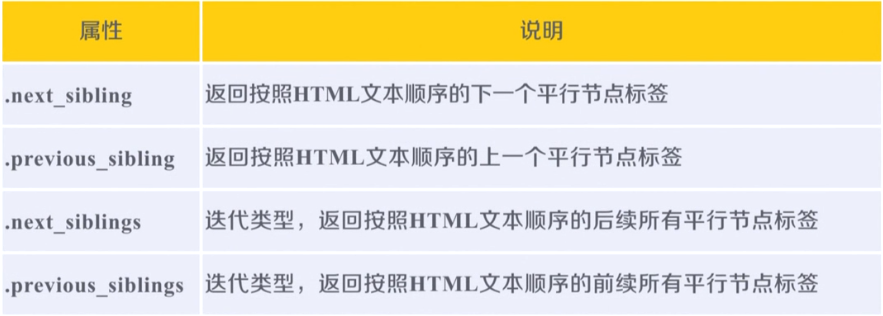 属性 说明
.next_sibling 返回按照HTML文本顺序的下一个平行节点标签
.previous_sibling 返回按照HTML文本顺序的上一个平行节点标签
.next_siblings 迭代类型，返回按照HTML文本顺序的后续所有平行节点标签
.previous_siblings 迭代类型，返回按照HTML文本顺序的前续所有平行节点标签